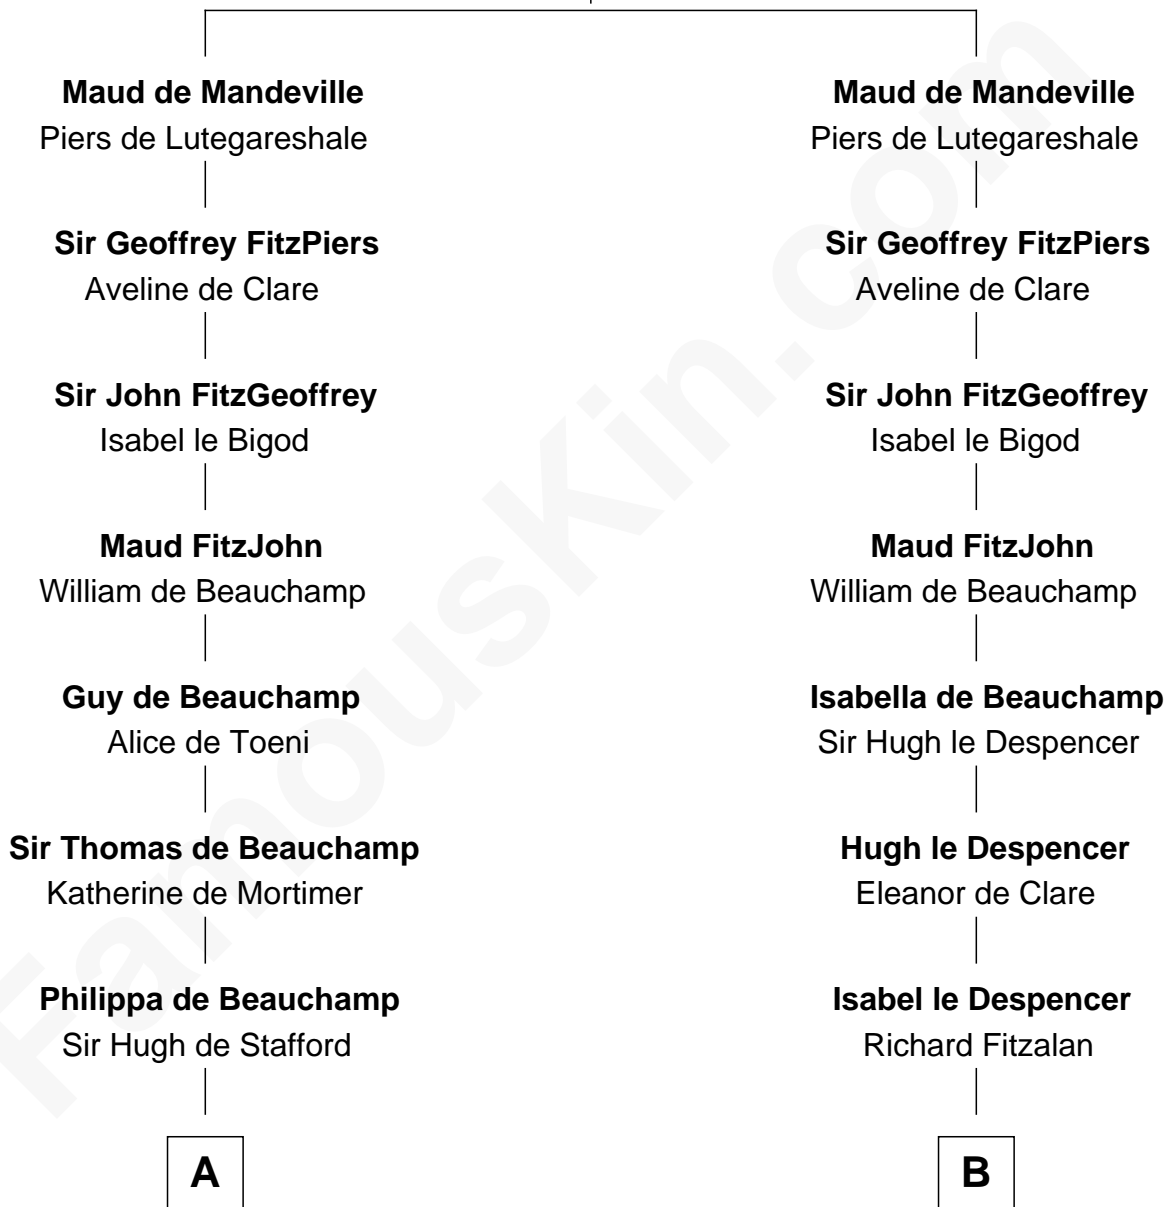 Maud de Mandeville
Piers de Lutegareshale
Sir Geoffrey FitzPiers
Aveline de Clare
Sir John FitzGeoffrey
Isabel le Bigod
Maud FitzJohn
William de Beauchamp
Guy de Beauchamp
Alice de Toeni
Sir Thomas de Beauchamp
Katherine de Mortimer
Philippa de Beauchamp
Sir Hugh de Stafford
A
Maud de Mandeville
Piers de Lutegareshale
Sir Geoffrey FitzPiers
Aveline de Clare
Sir John FitzGeoffrey
Isabel le Bigod
Maud FitzJohn
William de Beauchamp
Isabella de Beauchamp
Sir Hugh le Despencer
Hugh le Despencer
Eleanor de Clare
Isabel le Despencer
Richard Fitzalan
B
FamousKin.com